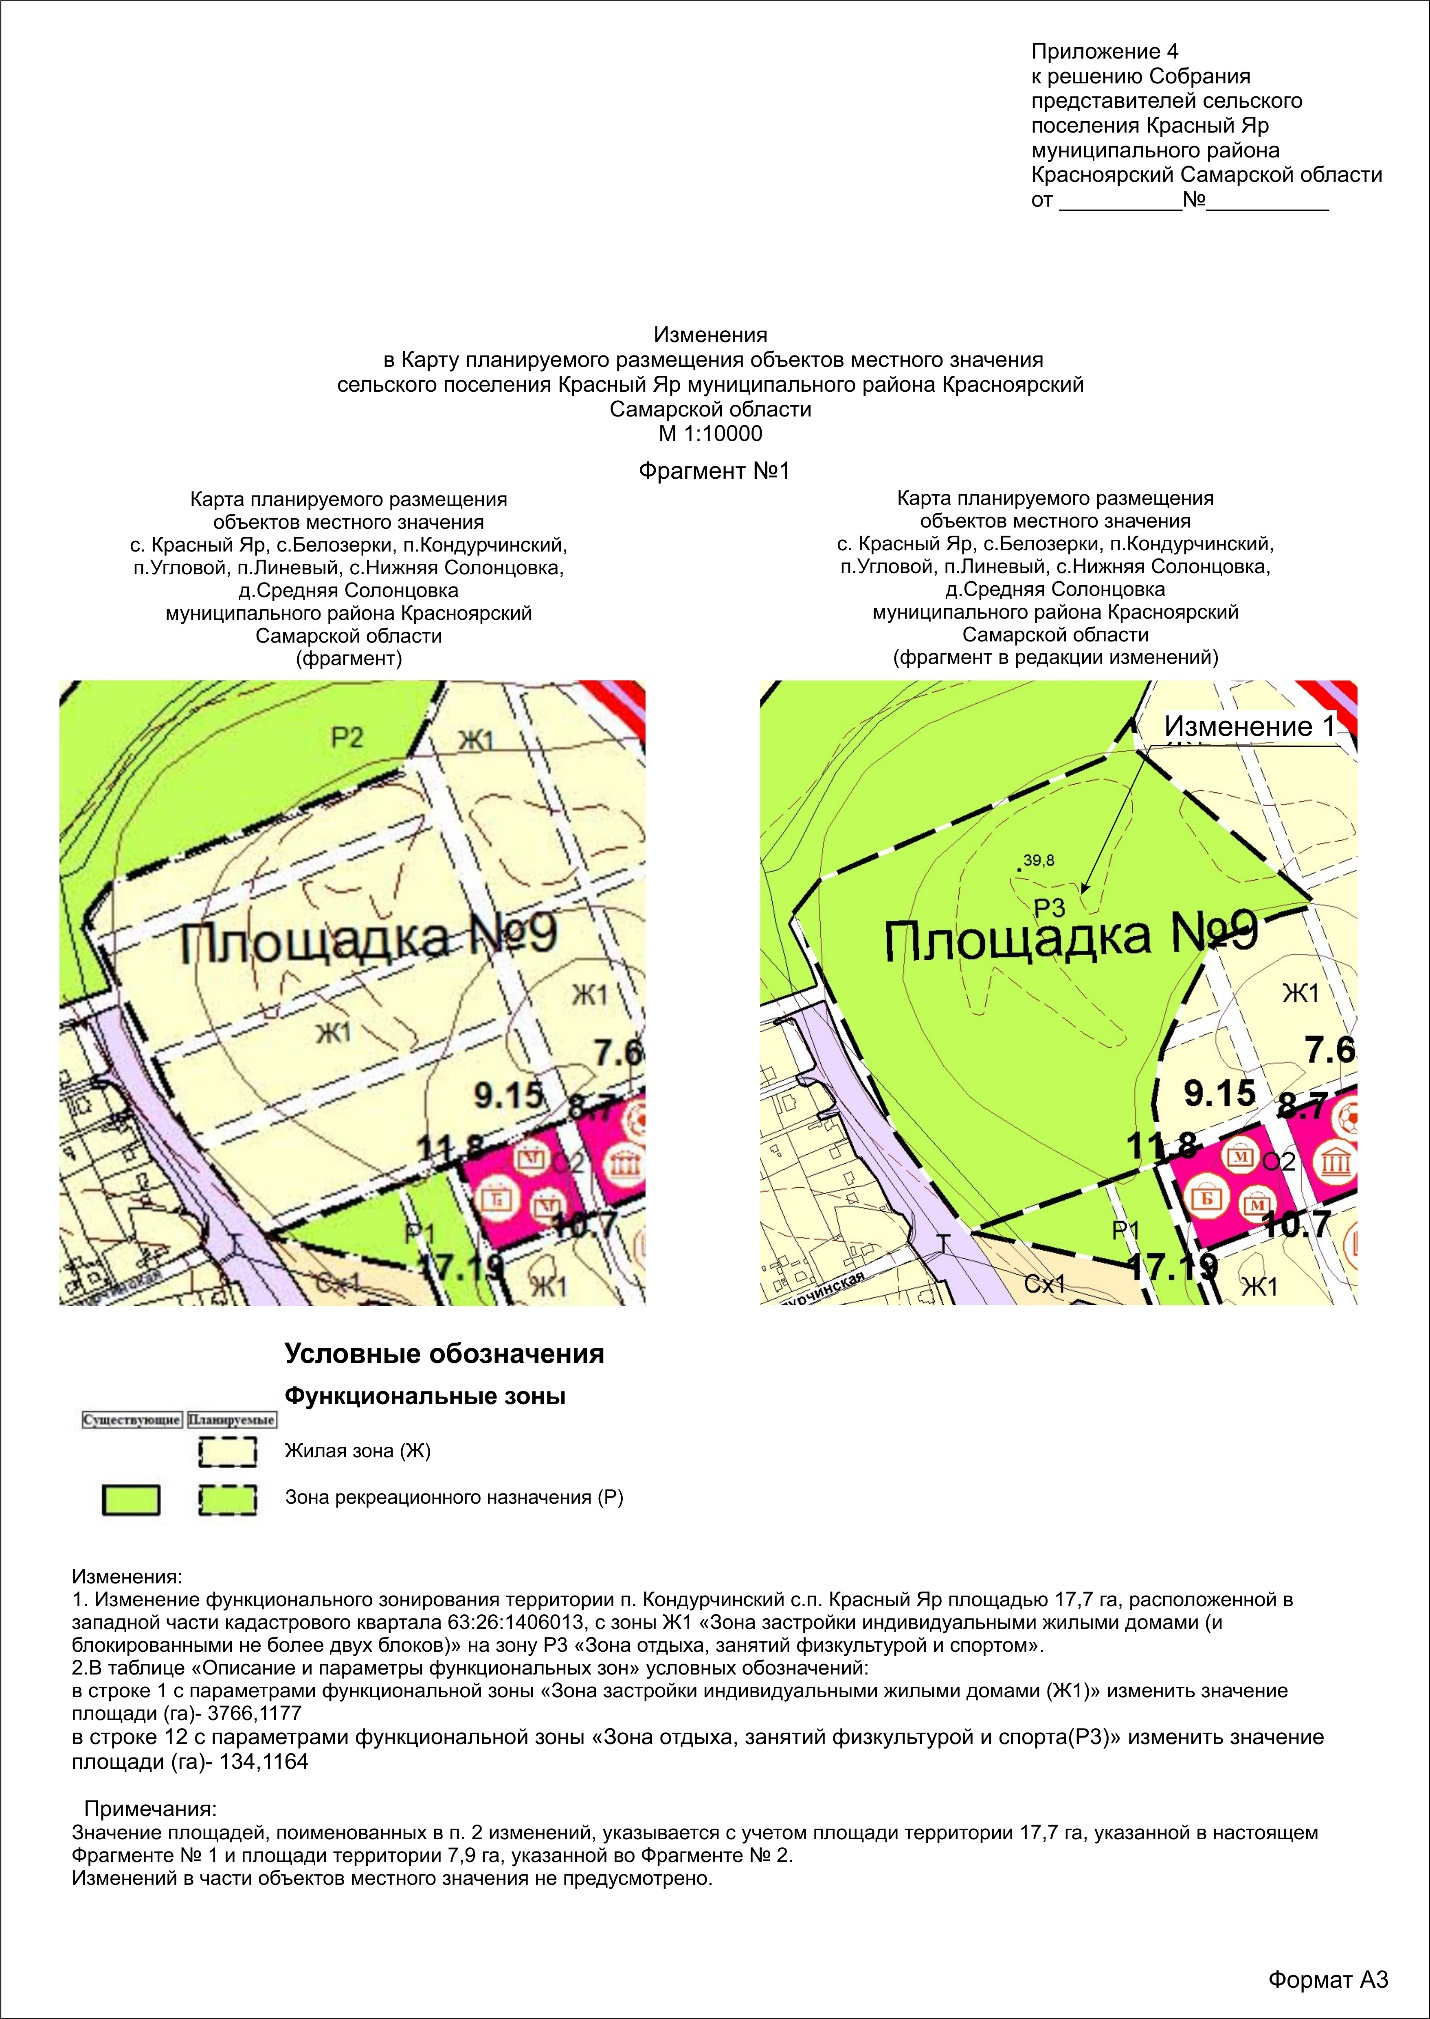 Приложение 4
к решению Собрания
представителей сельского
поселения Красный Яр
муниципального района
Красноярский Самарской области
от __________№__________
Изменения
в Карту планируемого размещения объектов местного значения
сельского поселения Красный Яр муниципального района Красноярский
Самарской области
М 1:10000
Фрагмент №1
Карта планируемого размещения
объектов местного значения
с. Красный Яр, с.Белозерки, п.Кондурчинский,
п.Угловой, п.Линевый, с.Нижняя Солонцовка,
д.Средняя Солонцовка
муниципального района Красноярский
Самарской области
(фрагмент)
Карта планируемого размещения
объектов местного значения
с. Красный Яр, с.Белозерки, п.Кондурчинский,
п.Угловой, п.Линевый, с.Нижняя Солонцовка,
д.Средняя Солонцовка
муниципального района Красноярский
Самарской области
(фрагмент в редакции изменений)
Р2
Ж1
Площадка №9
Ж1
Ж1
7.6
9.15
8.7
11.8
О2
Р1
10.7
17.19
Т
Сх1
Ж1
Изменение 1
39,8
Р3
Площадка №9
Ж1
7.6
9.15
8.7
11.8
М
О2
Б
М
Р1
10.7
Т
17.19
Сх1
Ж1
урчинская
Условные обозначения
Функциональные зоны
Существующие Планируемые
Жилая зона (Ж)
Зона рекреационного назначения (Р)
Изменения:
1. Изменение функционального зонирования территории п. Кондурчинский с.п. Красный Яр площадью 17,7 га, расположенной в
западной части кадастрового квартала 63:26:1406013, с зоны Ж1 «Зона застройки индивидуальными жилыми домами (и
блокированными не более двух блоков)» на зону Р3 «Зона отдыха, занятий физкультурой и спортом».
2.В таблице «Описание и параметры функциональных зон» условных обозначений:
в строке 1 с параметрами функциональной зоны «Зона застройки индивидуальными жилыми домами (Ж1)» изменить значение
площади (га)- 3766,1177
в строке 12 с параметрами функциональной зоны «Зона отдыха, занятий физкультурой и спорта(Р3)» изменить значение
площади (га)- 134,1164
Примечания:
Значение площадей, поименованных в п. 2 изменений, указывается с учетом площади территории 17,7 га, указанной в настоящем
Фрагменте № 1 и площади территории 7,9 га, указанной во Фрагменте № 2.
Изменений в части объектов местного значения не предусмотрено.
Формат А3